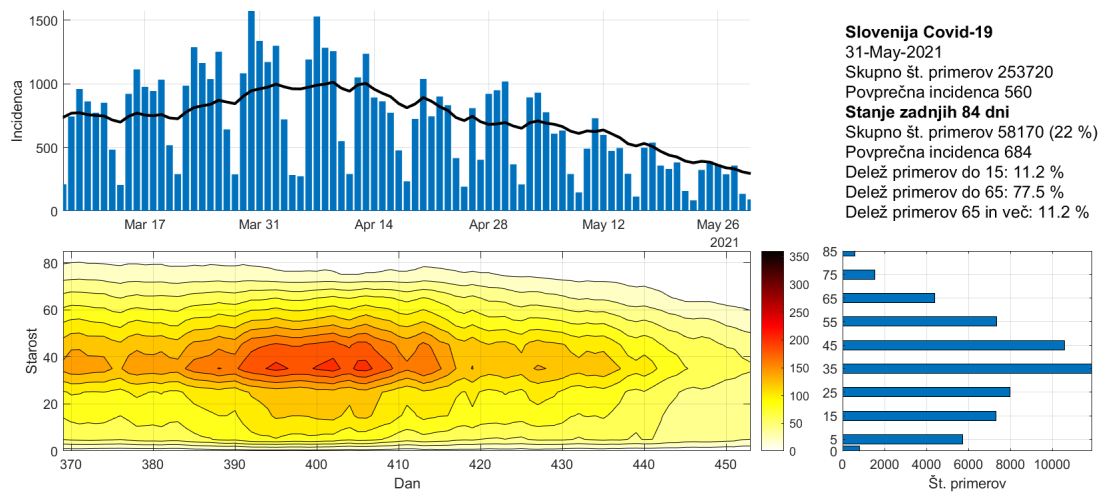 1500
1000
500
0
Incidenca
Mar 17
Mar 31
Apr 14
Apr 28
May 12
May 26
2021
Slovenija Covid-19
31-May-2021
Skupno št. primerov 253720
Povprečna incidenca 560
Stanje zadnjih 84 dni
Skupno št. primerov 58170 (22 %)
Povprečna incidenca 684
Delež primerov do 15: 11.2 %
Delež primerov do 65: 77.5 %
Delež primerov 65 in več: 11.2 %
80
60
40
20
0
Starost
370
380
390
400
410
420
430
440
450
Dan
350
300
250
200
150
100
50
0
85
75
65
55
45
35
25
15
5
0
0
2000
4000
6000
8000
10000
Št. primerov